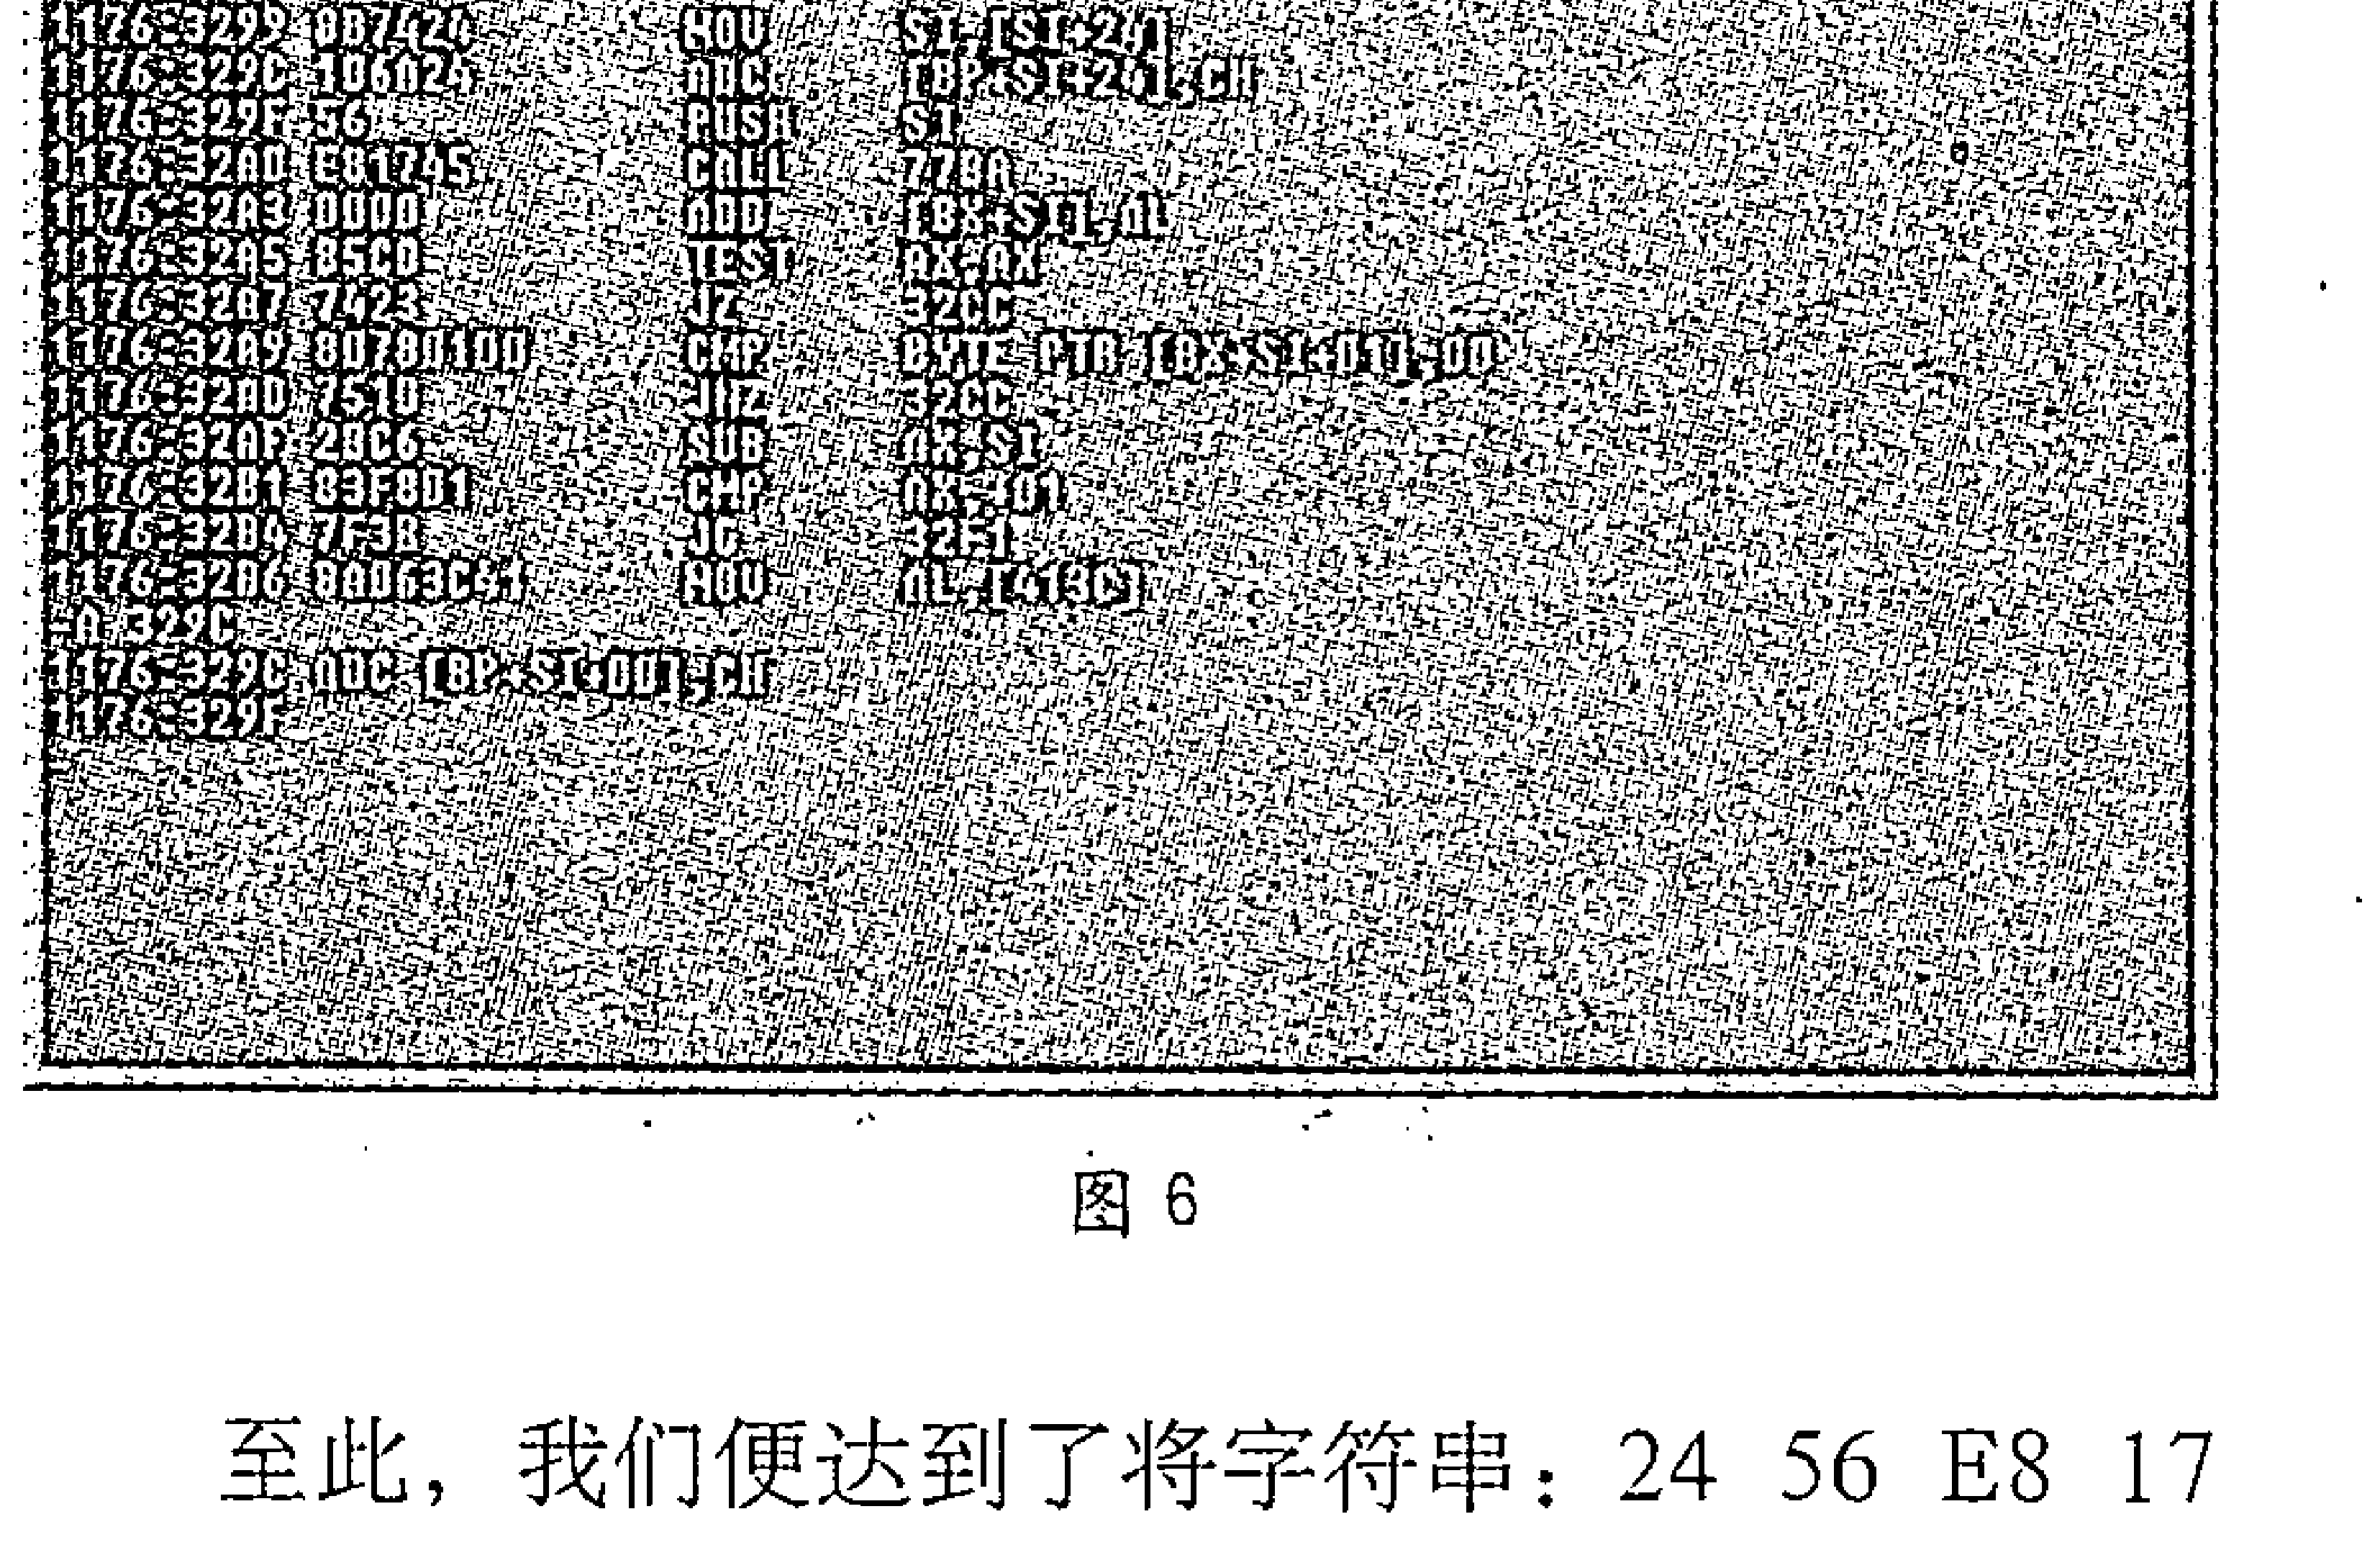 1176:3299 8B7424 MOV SI,[SI+24]
1176:329C 106A24 ADC [BP+SI+24],CH
1176:329F 56 PUSH SI
1176:32A0 E81745 CALL 77BA
1176:32A3 0000 ADD [BX+SI],AL
1176:32A5 85C0 TEST AX,AX
1176:32A7 7423 JZ 32CC
1176:32A9 80780100 CMP BYTE PTR [BX+SI+01],00
1176:32AD 751D JNZ 32CC
1176:32AF 2BC6 SUB AX,SI
1176:32B1 83F801 CMP AX,+01
1176:32B4 7F3B JG 32F1
1176:32B6 8A063C41 MOV AL,[413C]
-A 329C
1176:329C ADC [BP+SI+00],CH
1176:329F
图 6
至此，我们便达到了将字符串：24 56 E8 17